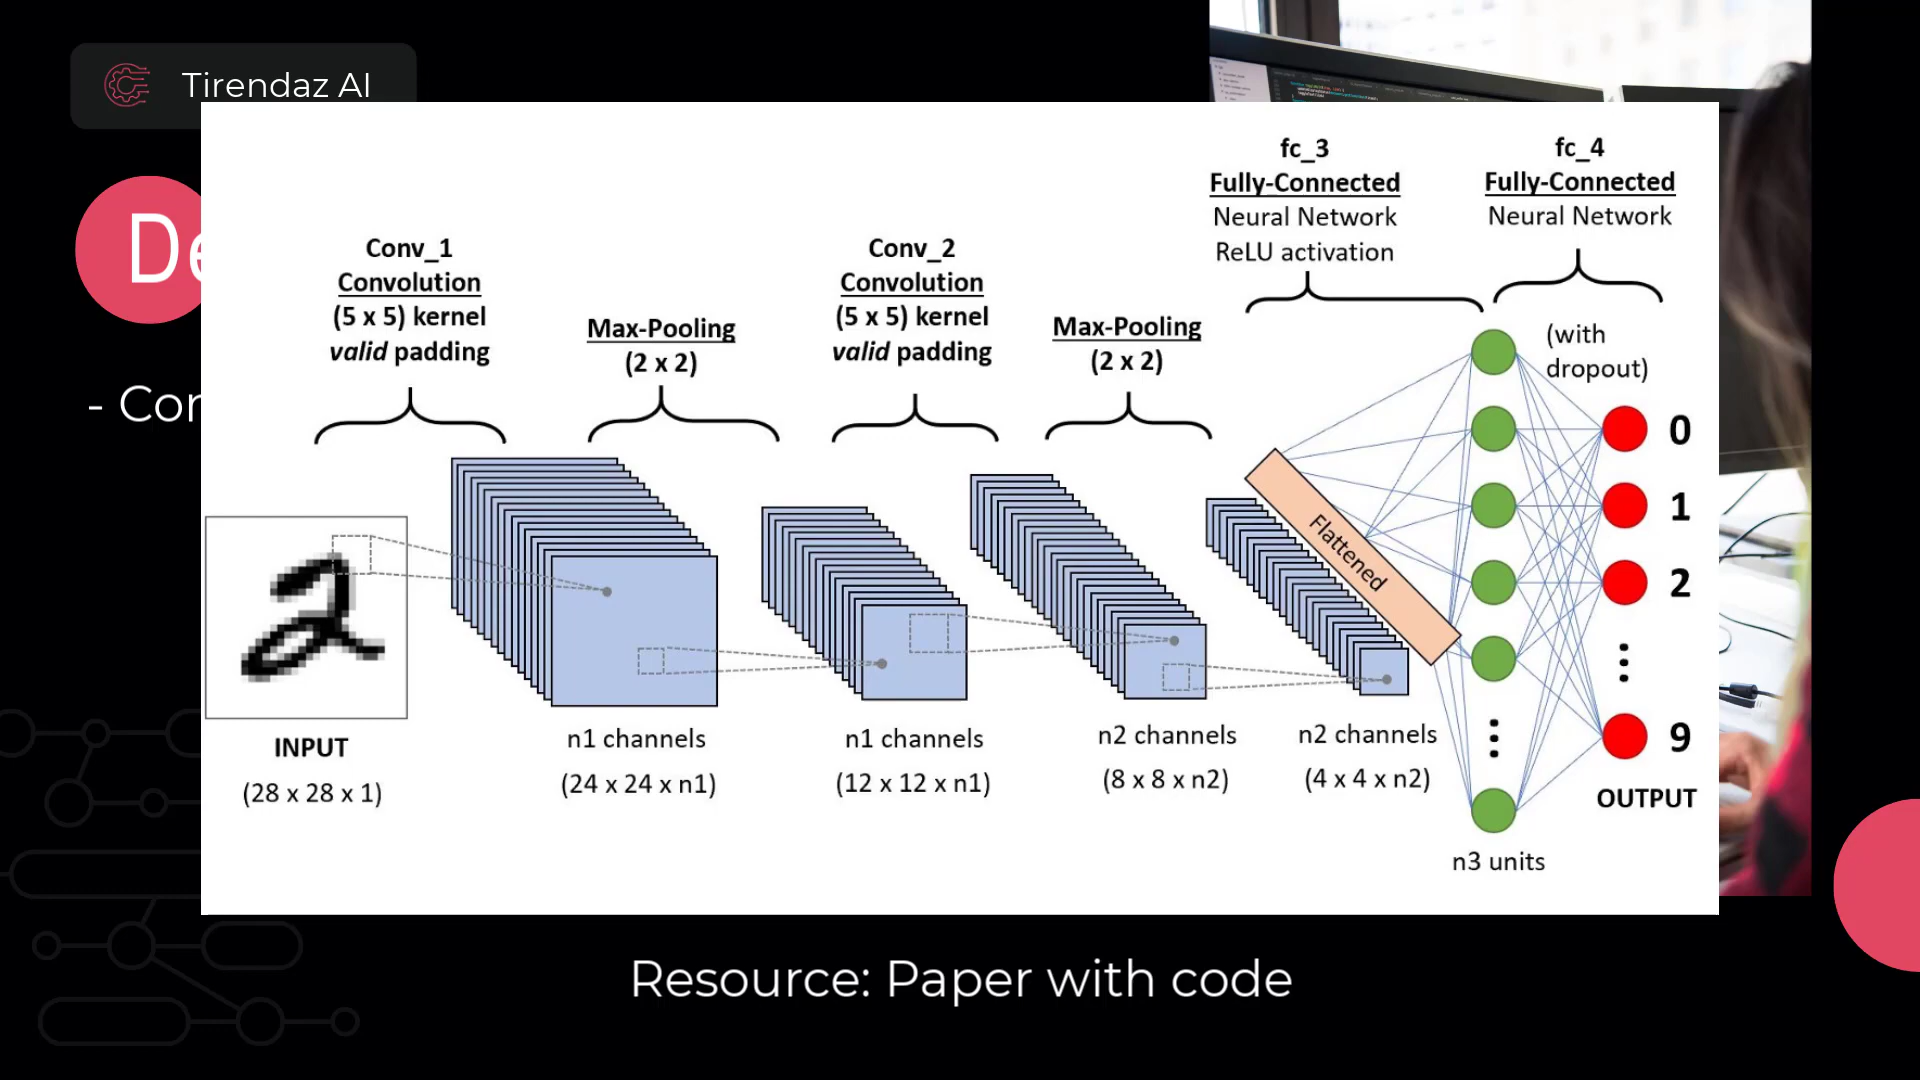 Tirendaz AI
De
- Con
fc_3
Fully-Connected
Neural Network
ReLU activation
fc_4
Fully-Connected
Neural Network
(with
dropout)
Conv_1
Convolution
(5 x 5) kernel
valid padding
Max-Pooling
(2 x 2)
Conv_2
Convolution
(5 x 5) kernel
valid padding
Max-Pooling
(2 x 2)
Flattened
0
1
2
9
INPUT
(28 x 28 x 1)
n1 channels
(24 x 24 x n1)
n1 channels
(12 x 12 x n1)
n2 channels
(8 x 8 x n2)
n2 channels
(4 x 4 x n2)
OUTPUT
n3 units
Resource: Paper with code